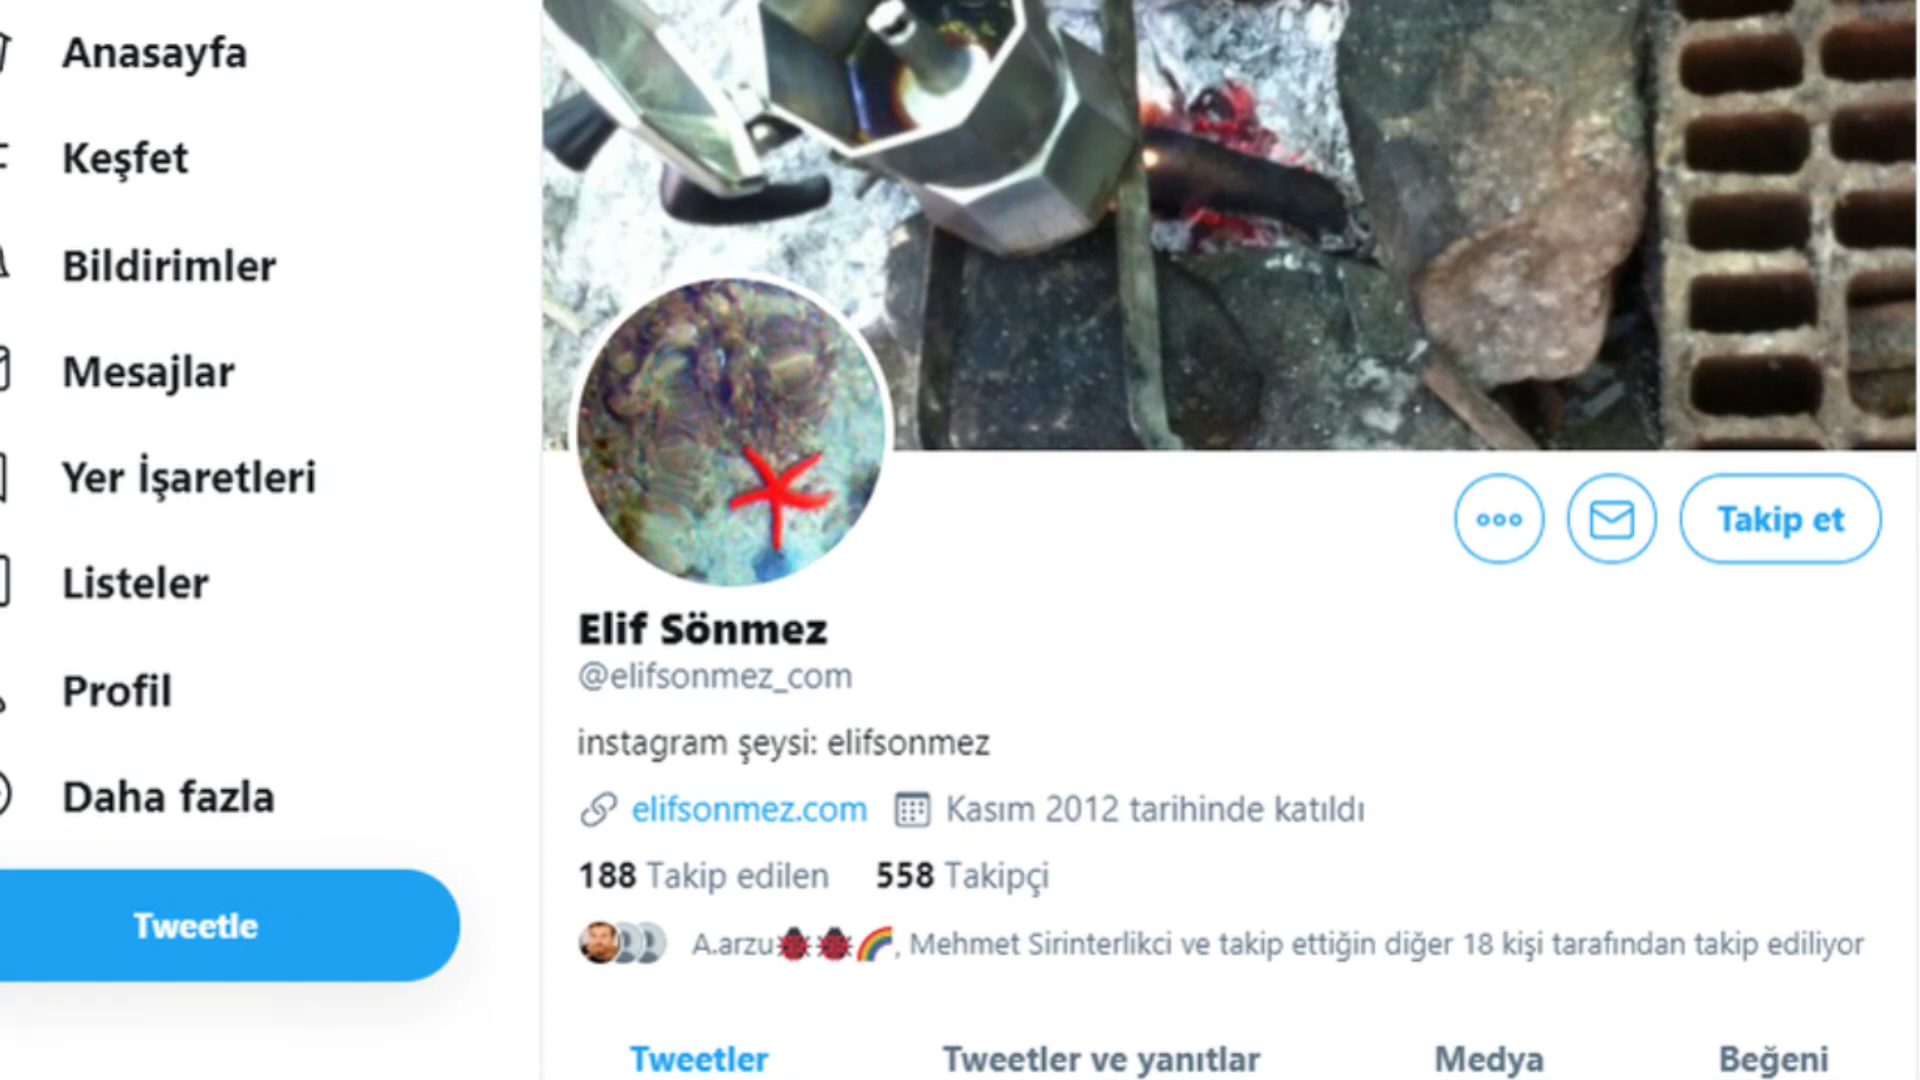 Anasayfa
Keşfet
Bildirimler
Mesajlar
Yer İşaretleri
Listeler
Profil
Daha fazla
Tweetle
Takip et
Elif Sönmez
@elifsonmez_com
instagram şeysi: elifsonmez
elifsonmez.com Kasım 2012 tarihinde katıldı
188 Takip edilen 558 Takipçi
A.arzu🐞🐞🌈, Mehmet Sirinterlikci ve takip ettiğin diğer 18 kişi tarafından takip ediliyor
Tweetler Tweetler ve yanıtlar Medya Beğeni